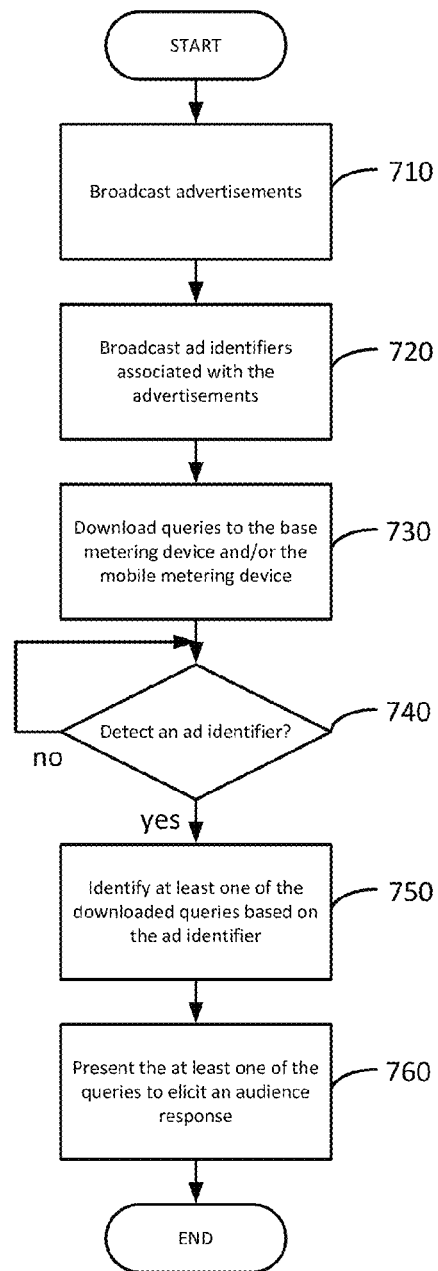 START
Broadcast advertisements
710
Broadcast ad identifiers
associated with the
advertisements
720
Download queries to the base
metering device and/or the
mobile metering device
730
Detect an ad identifier?
740
no
yes
Identify at least one of the
downloaded queries based on
the ad identifier
750
Present the at least one of the
queries to elicit an audience
response
760
END